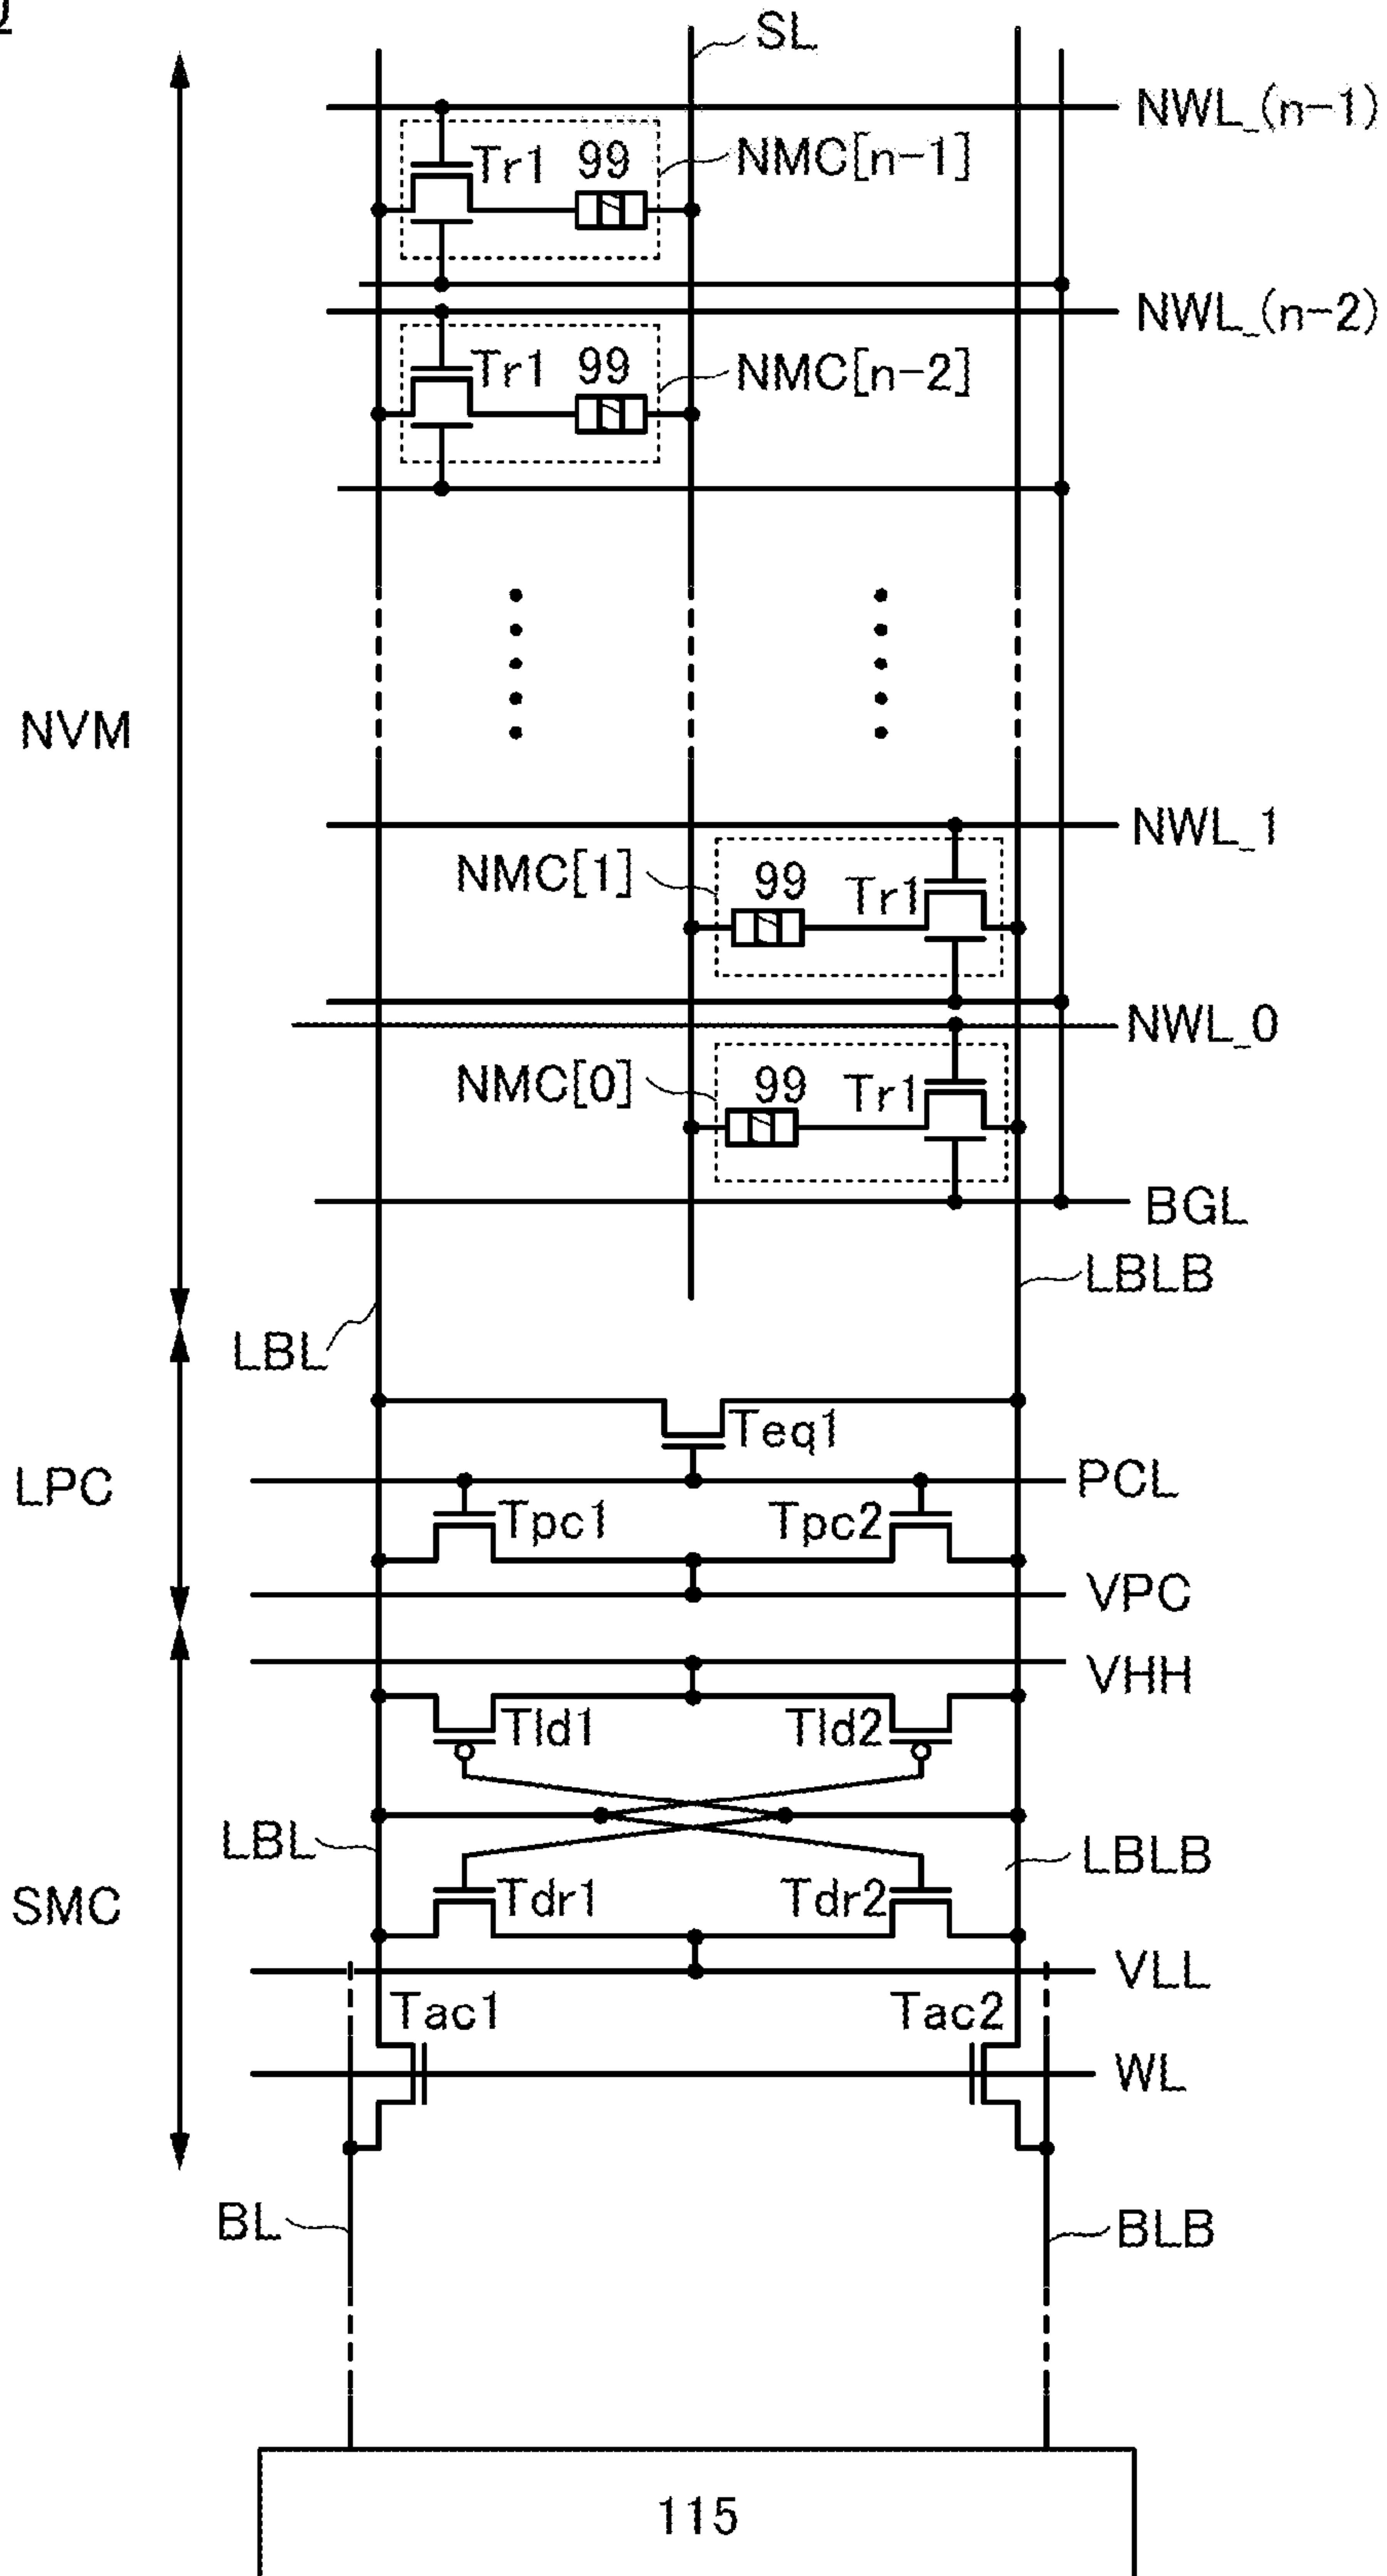 SL
NWL_(n-1)
Tr1 99 NMC[n-1]
NWL_(n-2)
Tr1 99 NMC[n-2]
NVM
NWL_1
NMC[1] 99 Tr1
NWL_0
NMC[0] 99 Tr1
BGL
LBLB
LBL
Teq1
LPC
PCL
Tpc1 Tpc2
VPC
VHH
Tld1 Tld2
LBL LBLB
SMC
Tdr1 Tdr2
VLL
Tac1 Tac2
WL
BL BLB
115